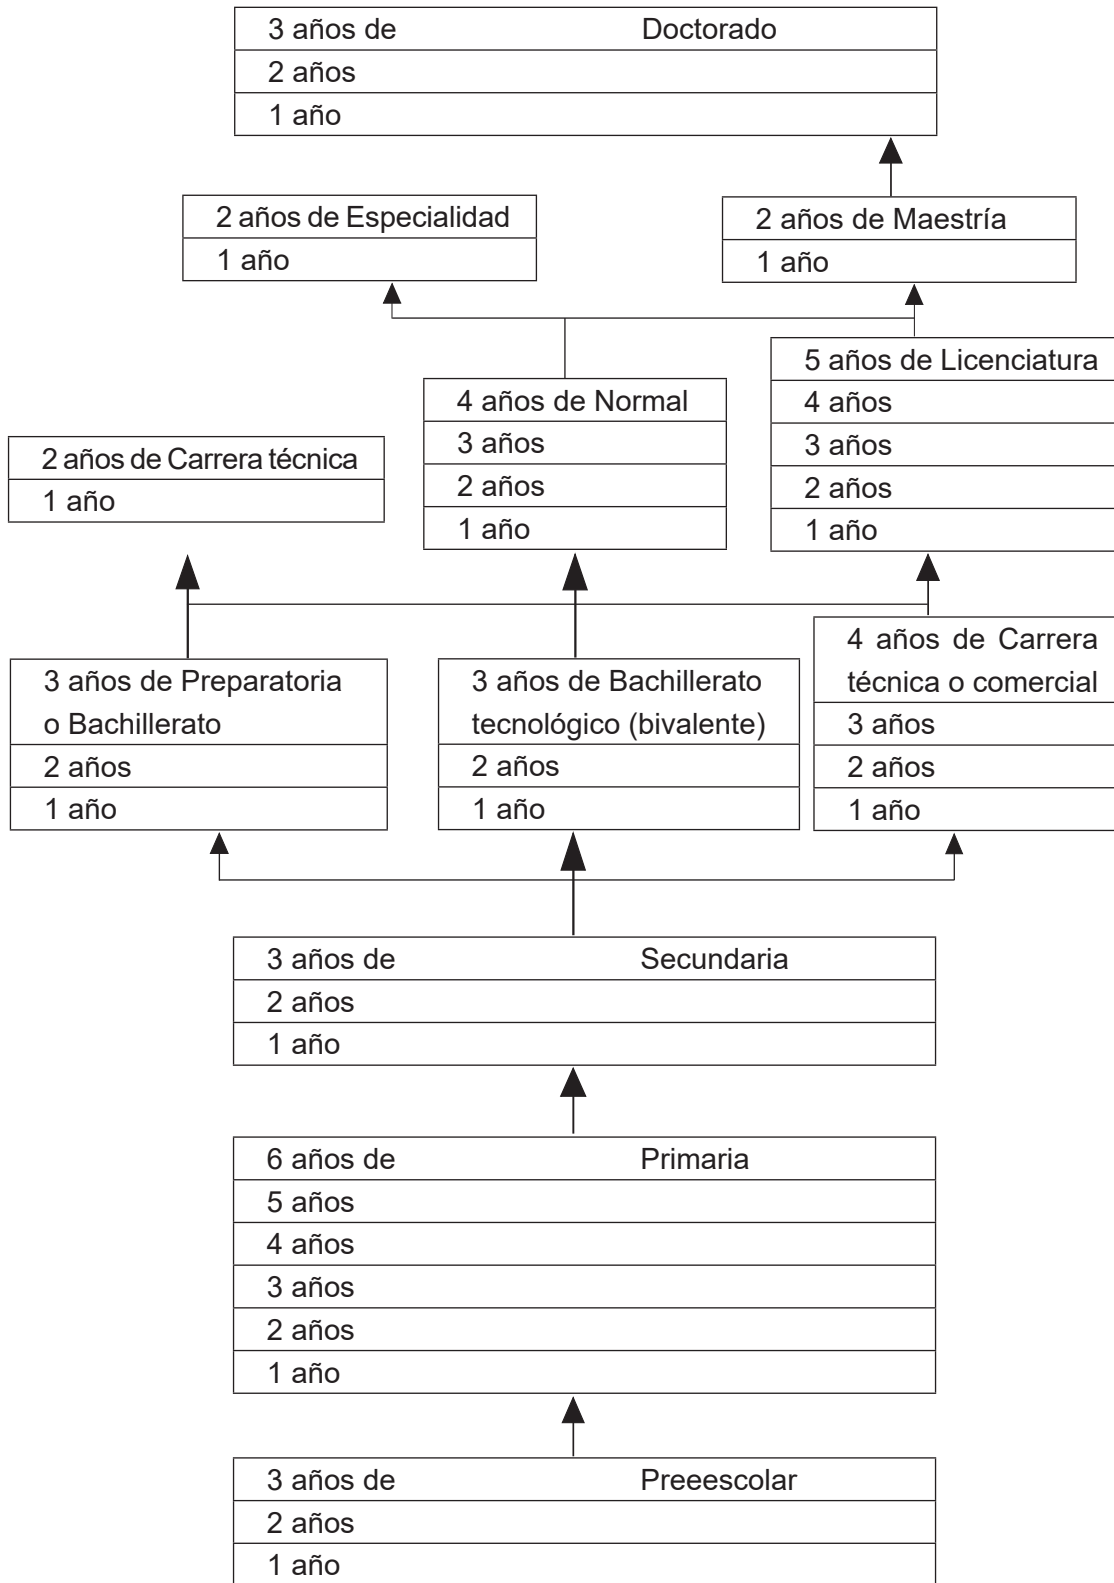 3 años de Doctorado
2 años
1 año
2 años de Especialidad
1 año
2 años de Maestría
1 año
5 años de Licenciatura
4 años
3 años
2 años
1 año
4 años de Normal
3 años
2 años
1 año
2 años de Carrera técnica
1 año
3 años de Preparatoria
o Bachillerato
2 años
1 año
3 años de Bachillerato
tecnológico (bivalente)
2 años
1 año
4 años de Carrera
técnica o comercial
3 años
2 años
1 año
3 años de Secundaria
2 años
1 año
6 años de Primaria
5 años
4 años
3 años
2 años
1 año
3 años de Preeescolar
2 años
1 año